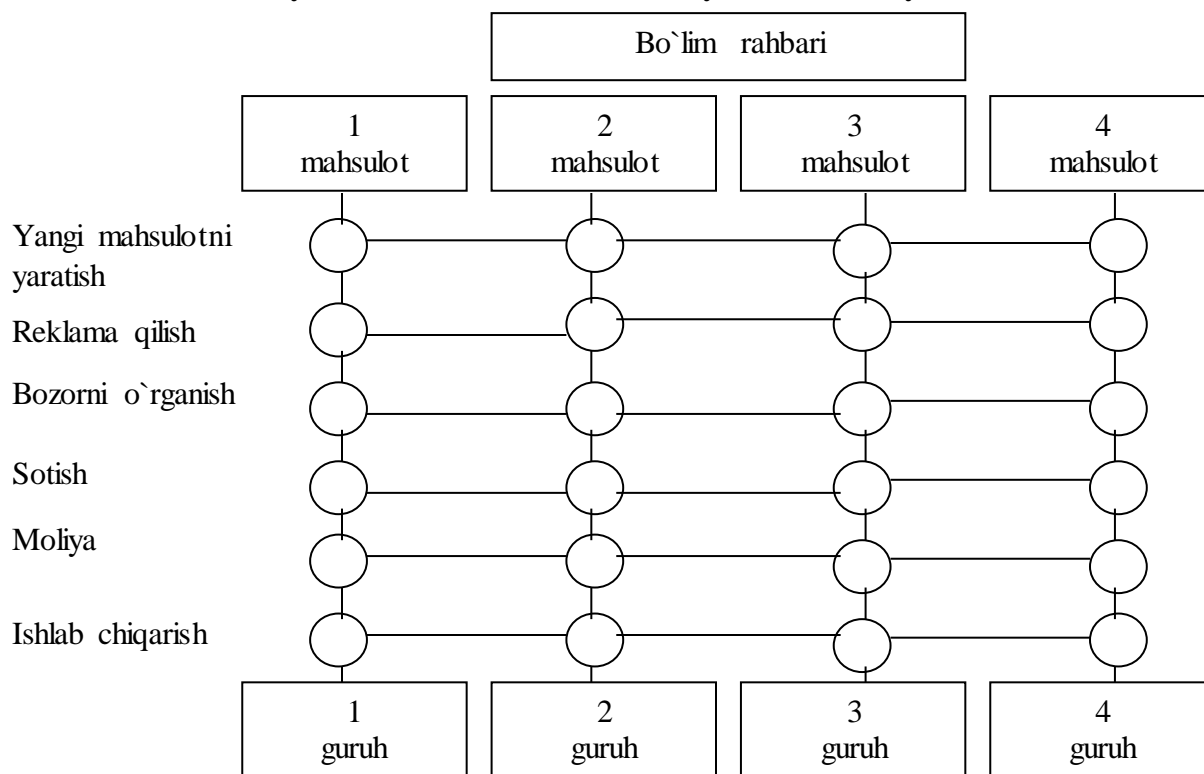 Bo`lim rahbari
1
mahsulot
2
mahsulot
3
mahsulot
4
mahsulot
Yangi mahsulotni
yaratish
Reklama qilish
Bozorni o`rganish
Sotish
Moliya
Ishlab chiqarish
1
guruh
2
guruh
3
guruh
4
guruh